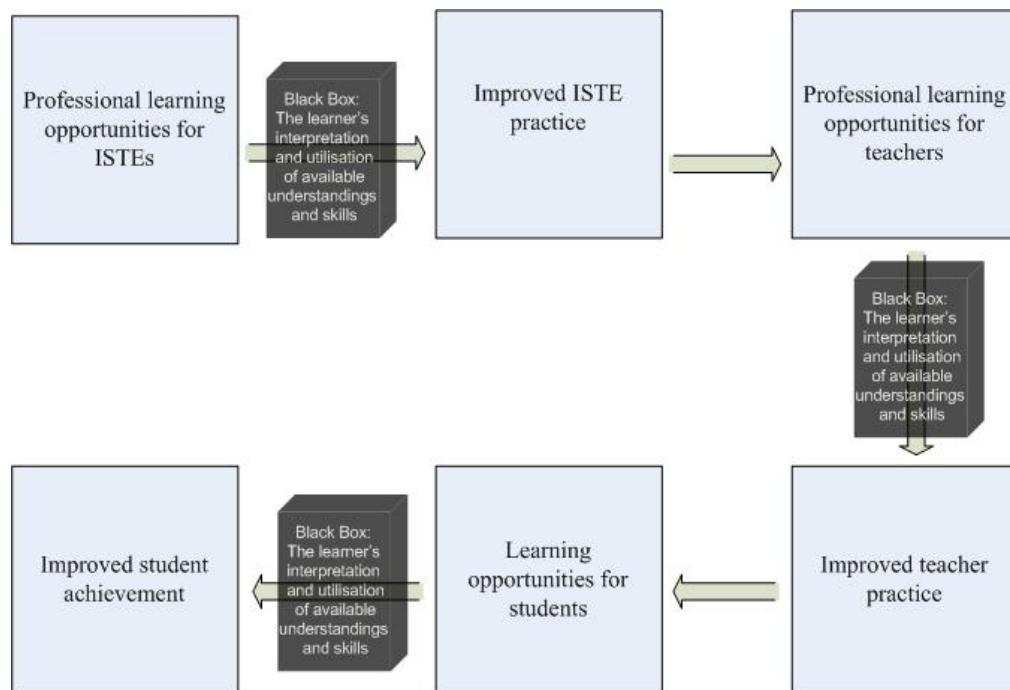 Professional learning
opportunities for
ISTEs
Black Box:
The learner's
interpretation
and utilisation
of available
understandings
and skills
Improved ISTE
practice
Professional learning
opportunities for
teachers
Black Box:
The learner's
interpretation
and utilisation
of available
understandings
and skills
Improved teacher
practice
Learning
opportunities for
students
Black Box:
The learner's
interpretation
and utilisation
of available
understandings
and skills
Improved student
achievement